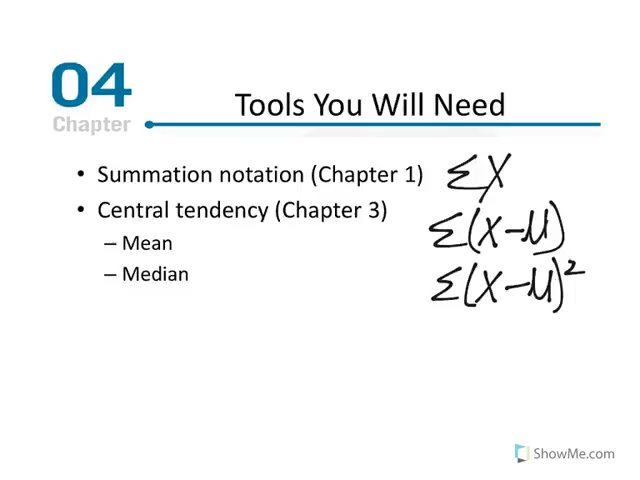 04
Chapter
Tools You Will Need
• Summation notation (Chapter 1) ΣX
• Central tendency (Chapter 3) Σ(X-μ)
– Mean
– Median Σ(X-μ)²
ShowMe.com